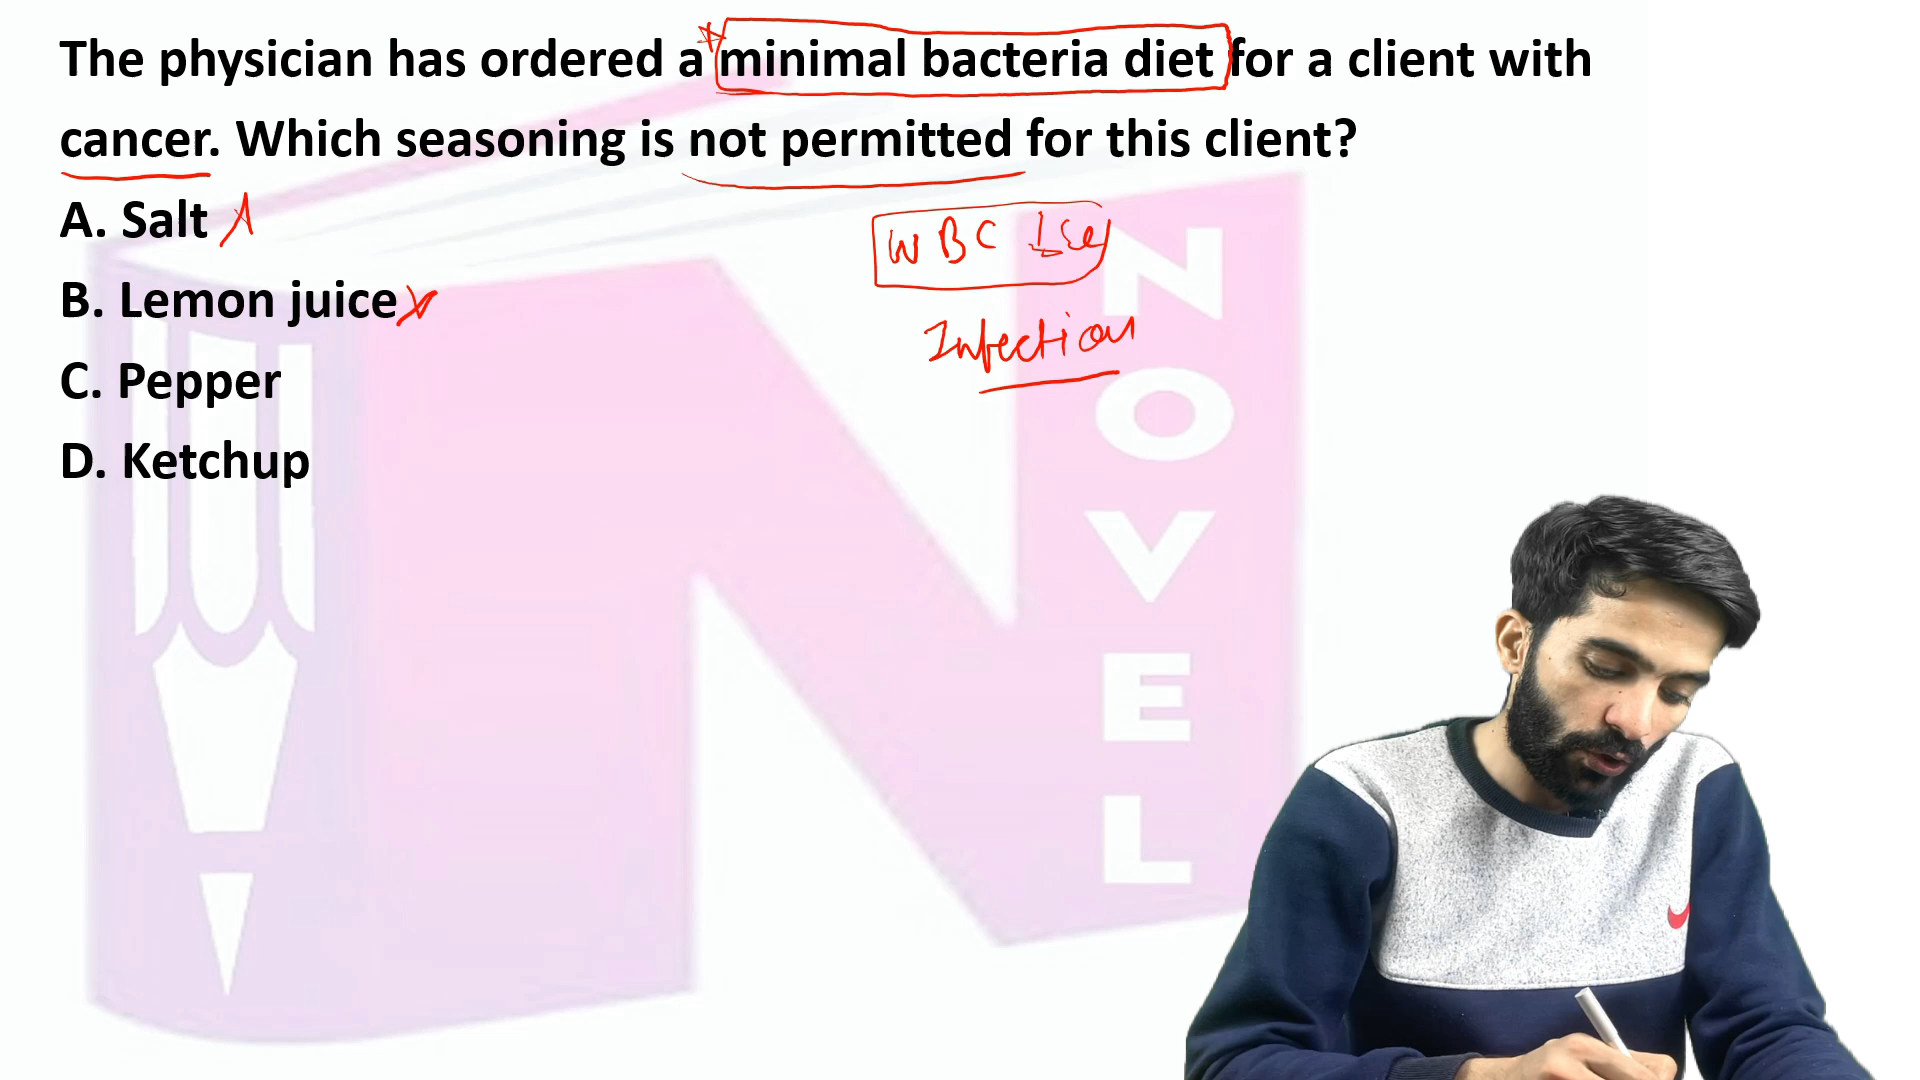 The physician has ordered a minimal bacteria diet for a client with
cancer. Which seasoning is not permitted for this client?
A. Salt
B. Lemon juice
C. Pepper
D. Ketchup
WBC
Infection
NOVEL